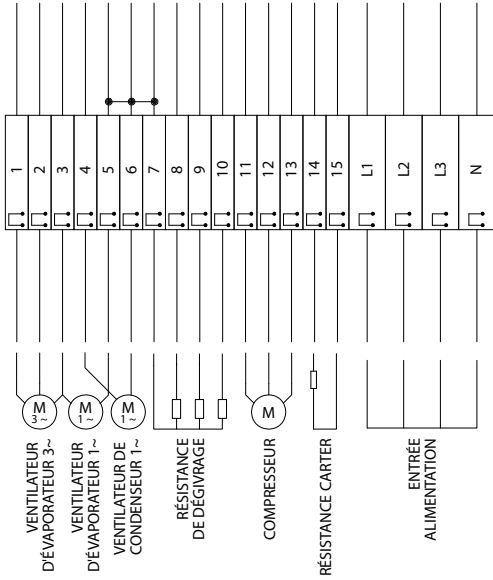 1
2
3
4
5
6
7
8
9
10
11
12
13
14
15
L1
L2
L3
N
M
3 ~
M
1 ~
M
1 ~
M
VENTILATEUR
D'ÉVAPORATEUR 3~
VENTILATEUR
D'ÉVAPORATEUR 1~
VENTILATEUR DE
CONDENSEUR 1~
RÉSISTANCE
DE DÉGIVRAGE
COMPRESSEUR
RÉSISTANCE CARTER
ENTRÉE
ALIMENTATION